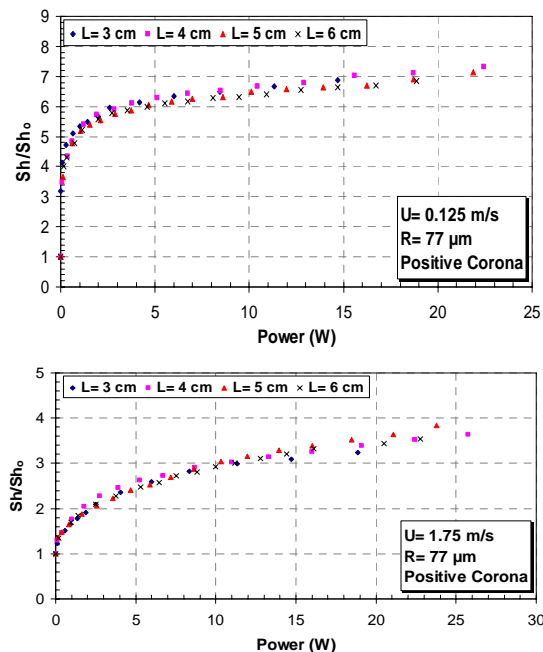 9
8
7
6
5
4
3
2
1
0
Sh/Shₒ
L= 3 cm L= 4 cm L= 5 cm L= 6 cm
U= 0.125 m/s
R= 77 µm
Positive Corona
0 5 10 15 20 25
Power (W)
5
4
3
2
1
0
Sh/Shₒ
L= 3 cm L= 4 cm L= 5 cm L= 6 cm
U= 1.75 m/s
R= 77 µm
Positive Corona
0 5 10 15 20 25 30
Power (W)